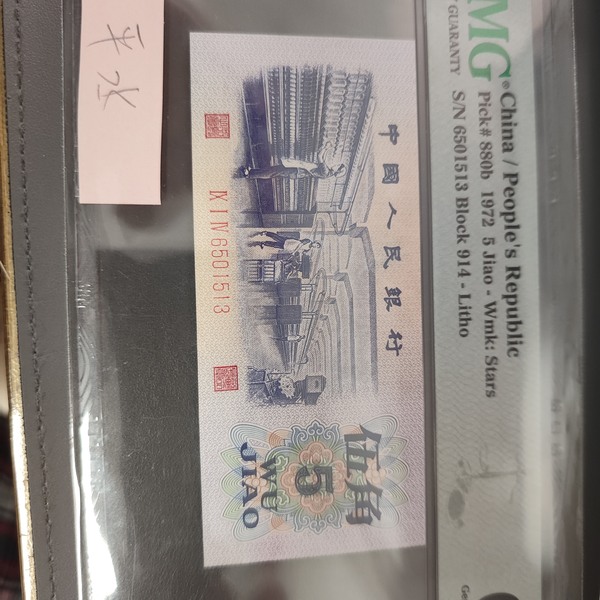 平水
MG
GUARANTY
China / People's Republic
Pick# 880b 1972 5 Jiao - Wmk: Stars
S/N 6501513 Block 914 - Litho
中國人民銀行
IX I IV 6501513
伍角
5
WU
JIAO